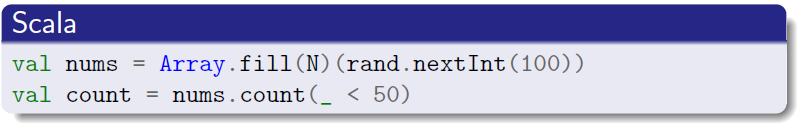 Scala
val nums = Array.fill(N)(rand.nextInt(100))
val count = nums.count(_ < 50)